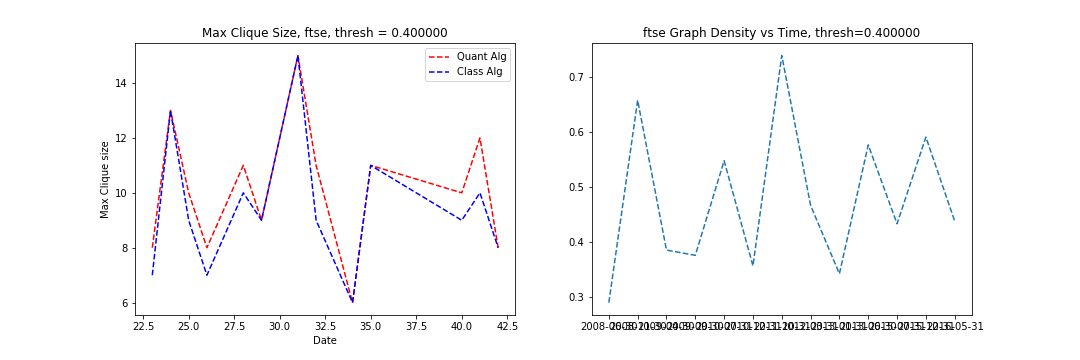 Max Clique Size, ftse, thresh = 0.400000
Quant Alg
Class Alg
Max Clique size
14
12
10
8
6
22.5 25.0 27.5 30.0 32.5 35.0 37.5 40.0 42.5
Date
ftse Graph Density vs Time, thresh=0.400000
0.7
0.6
0.5
0.4
0.3